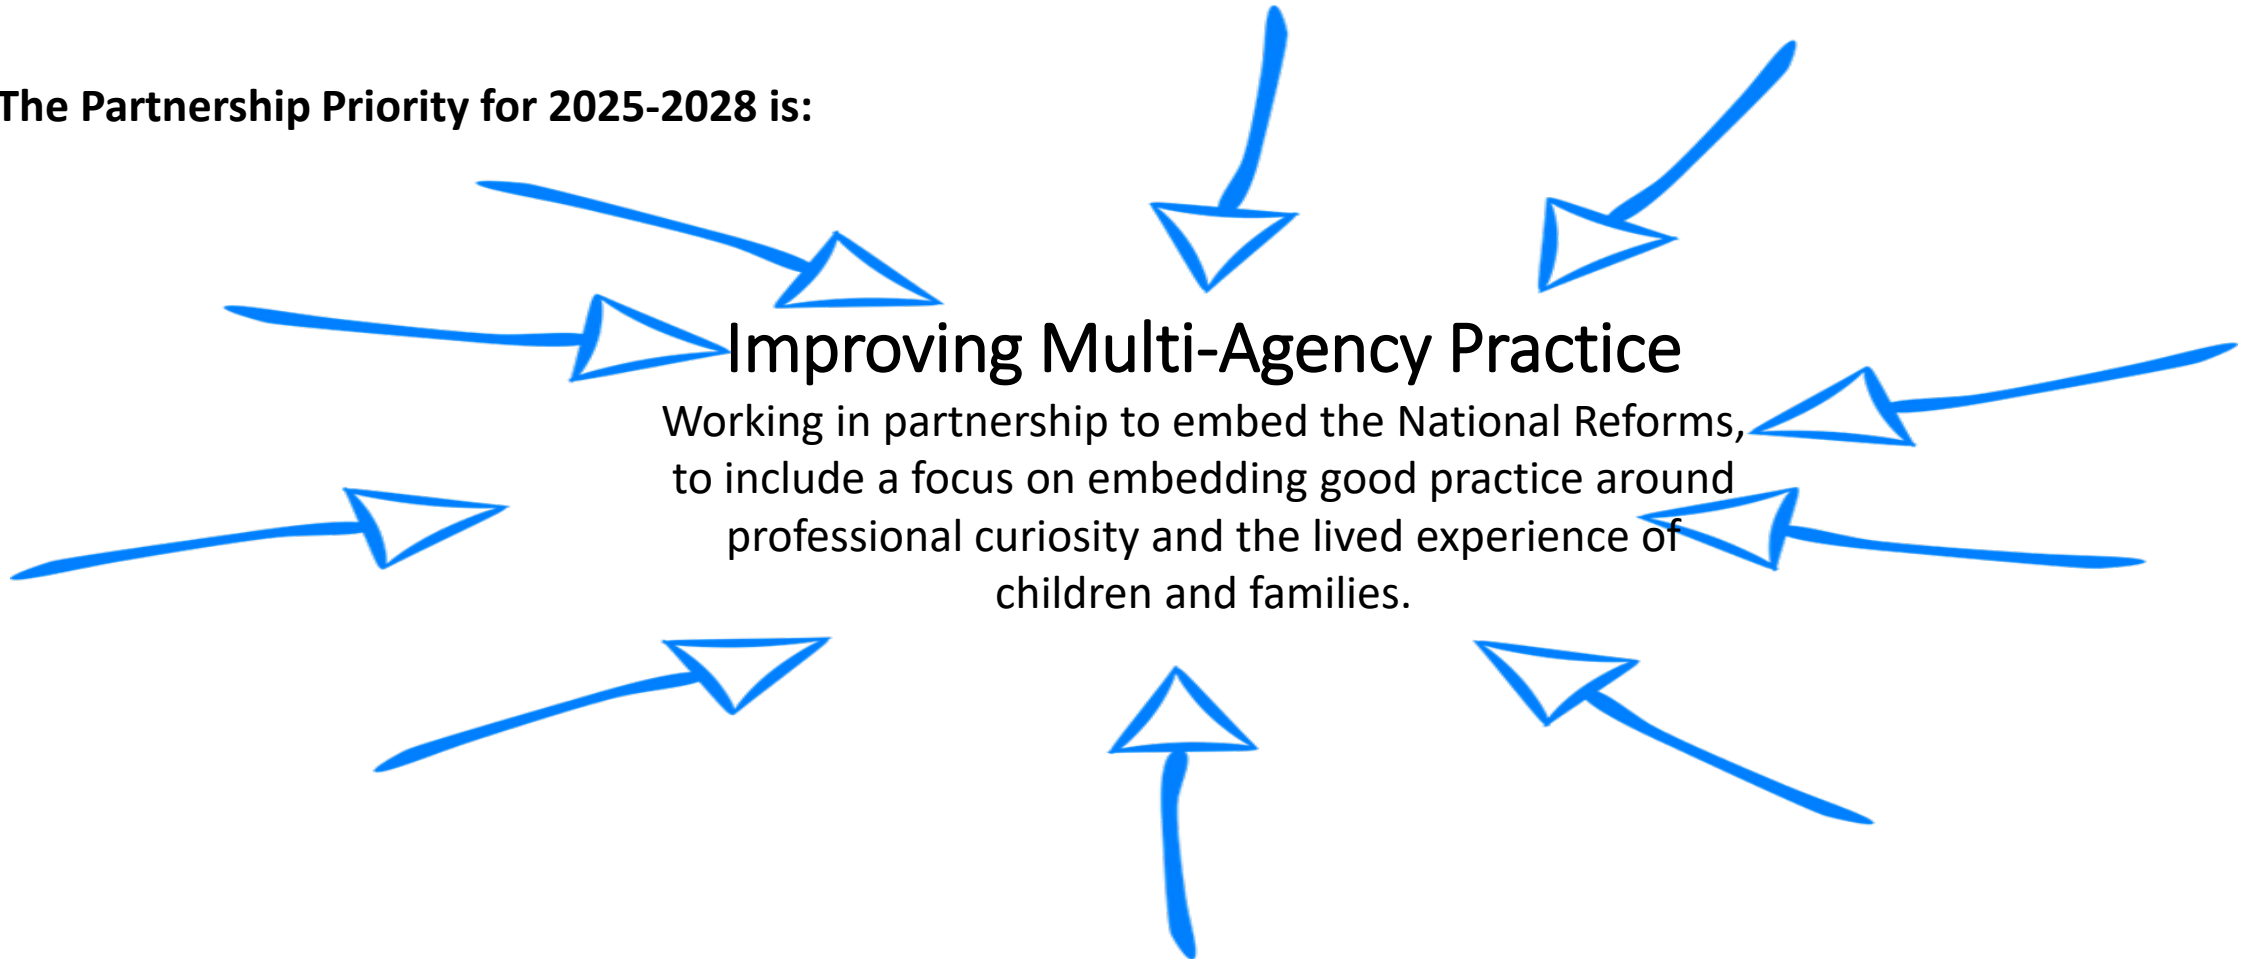 The Partnership Priority for 2025-2028 is:
Improving Multi-Agency Practice
Working in partnership to embed the National Reforms,
to include a focus on embedding good practice around
professional curiosity and the lived experience of
children and families.